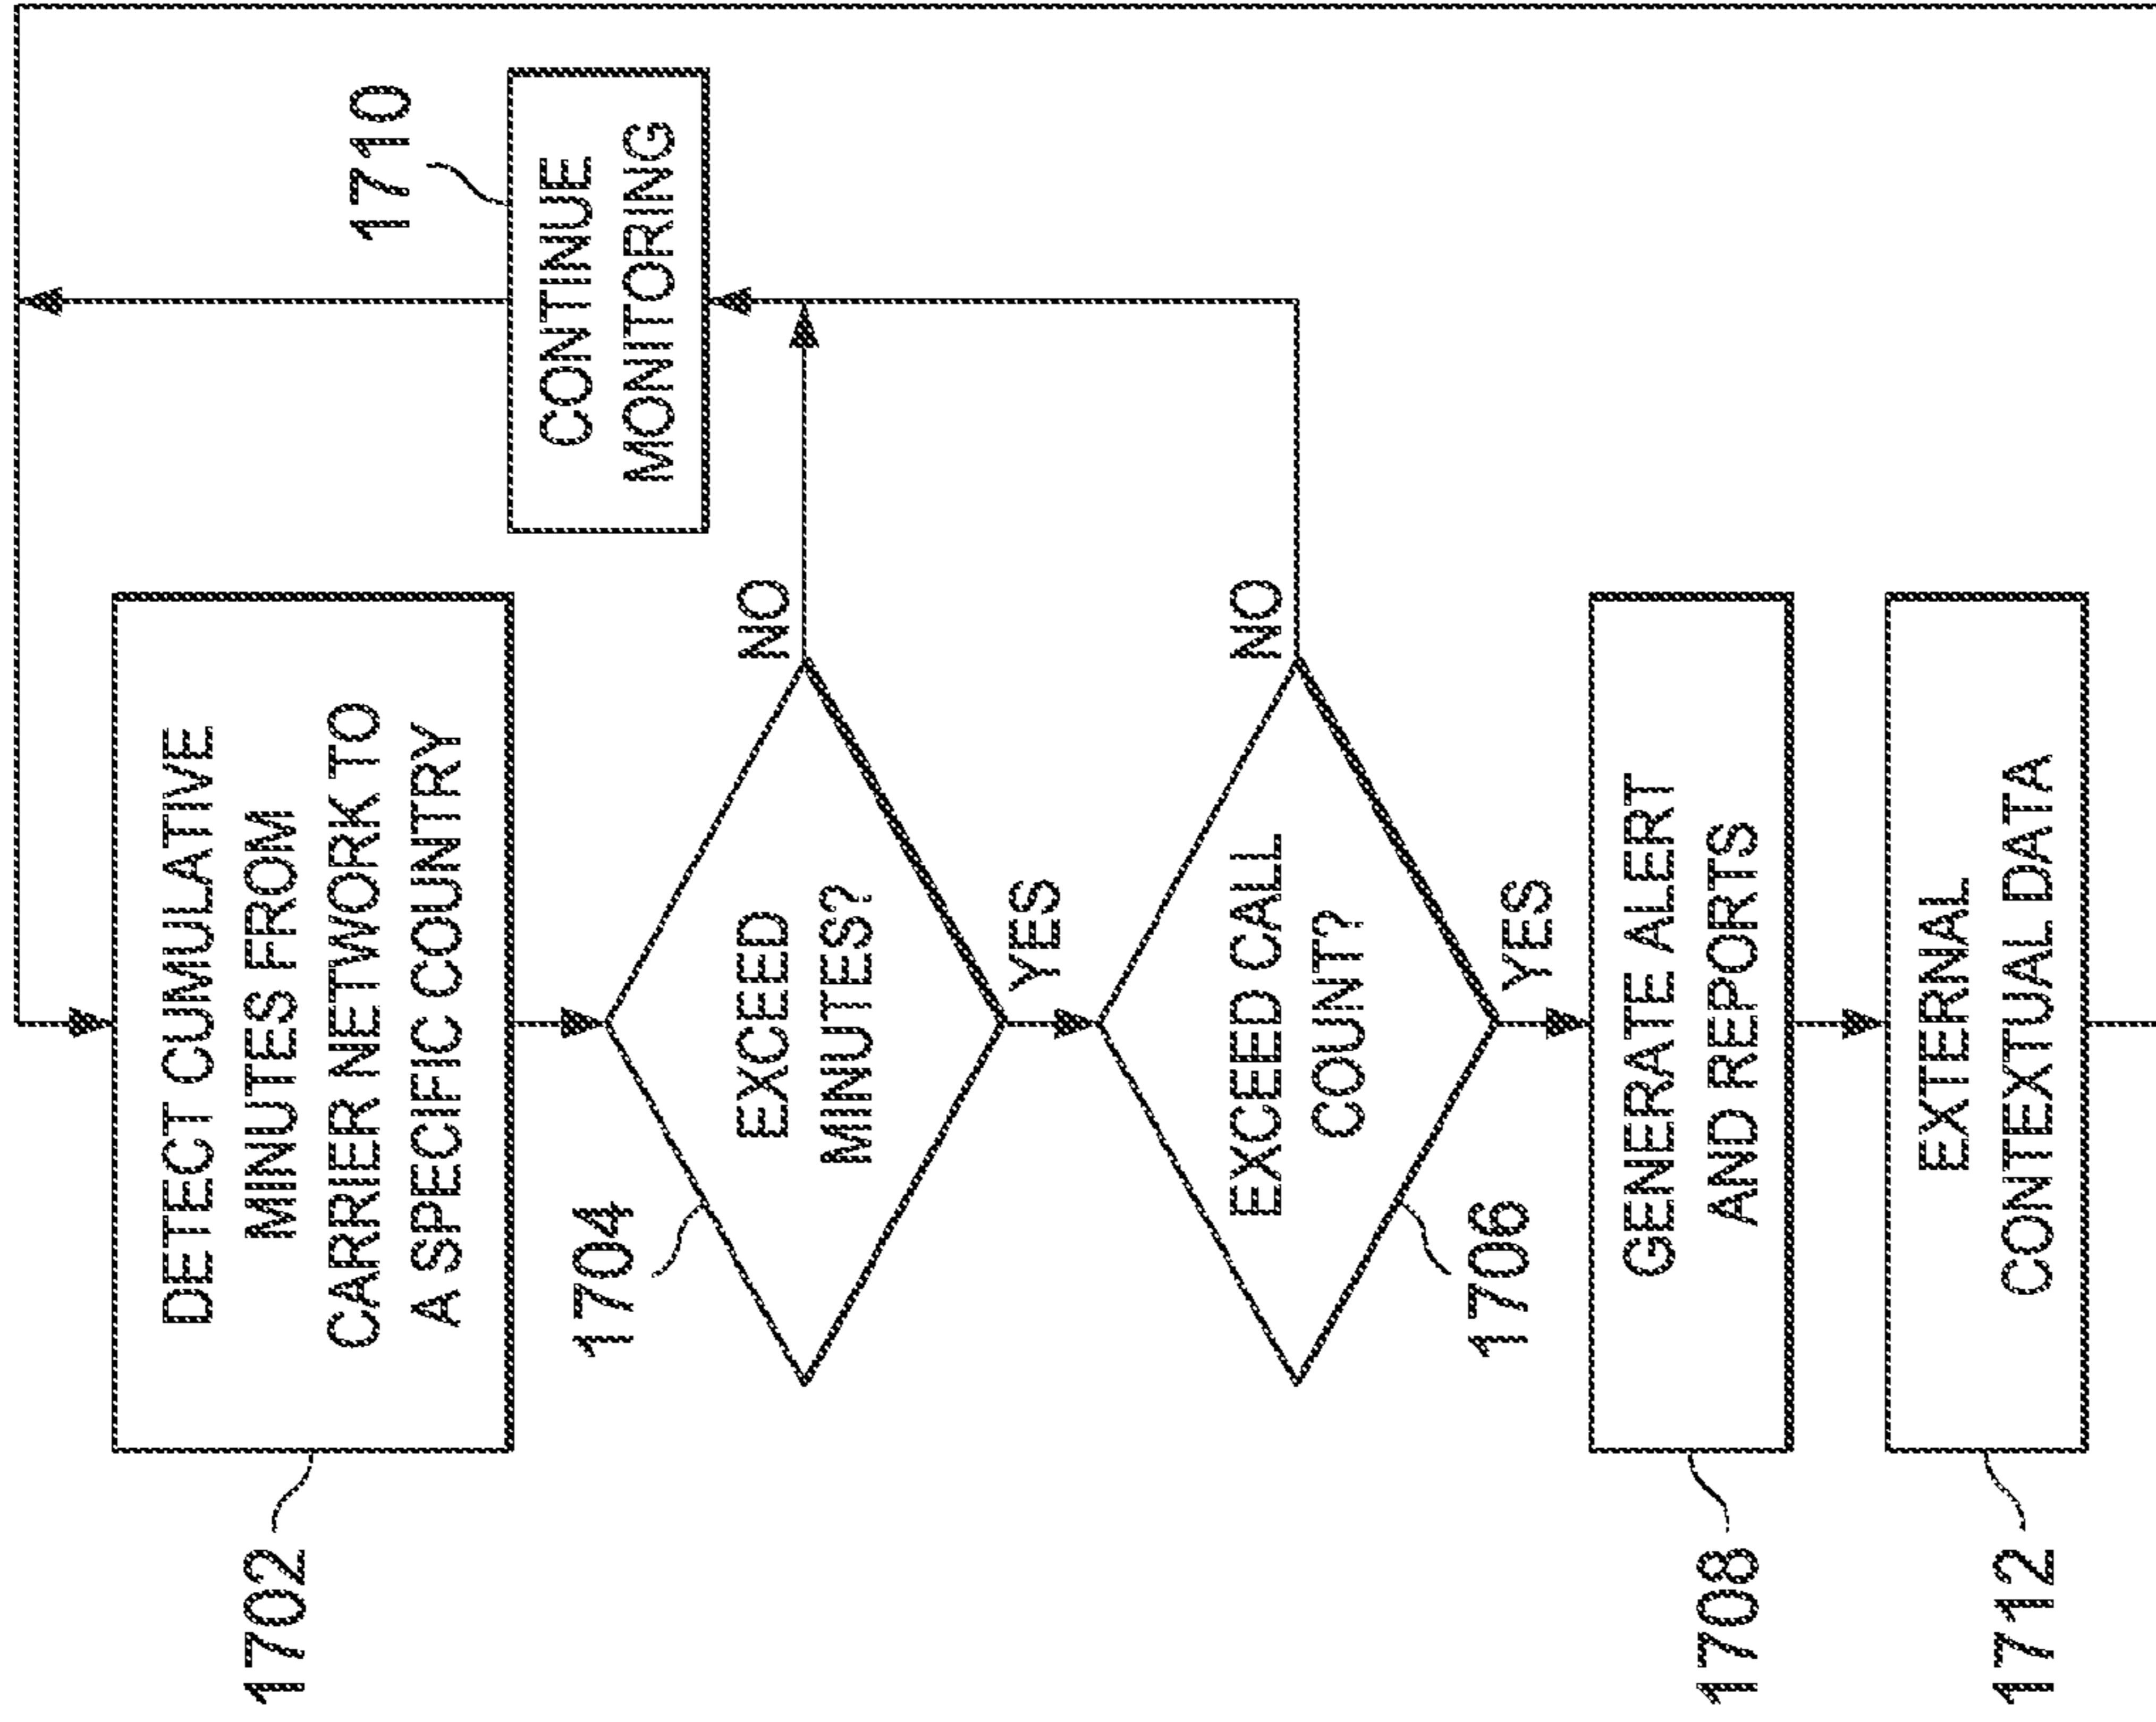 1702
DETECT CUMULATIVE
MINUTES FROM
CARRIER NETWORK TO
A SPECIFIC COUNTRY
1704
EXCEED
MINUTES?
NO
YES
1710
CONTINUE
MONITORING
1706
EXCEED CALL
COUNT?
NO
YES
1708
GENERATE ALERT
AND REPORTS
1712
EXTERNAL
CONTEXTUAL DATA